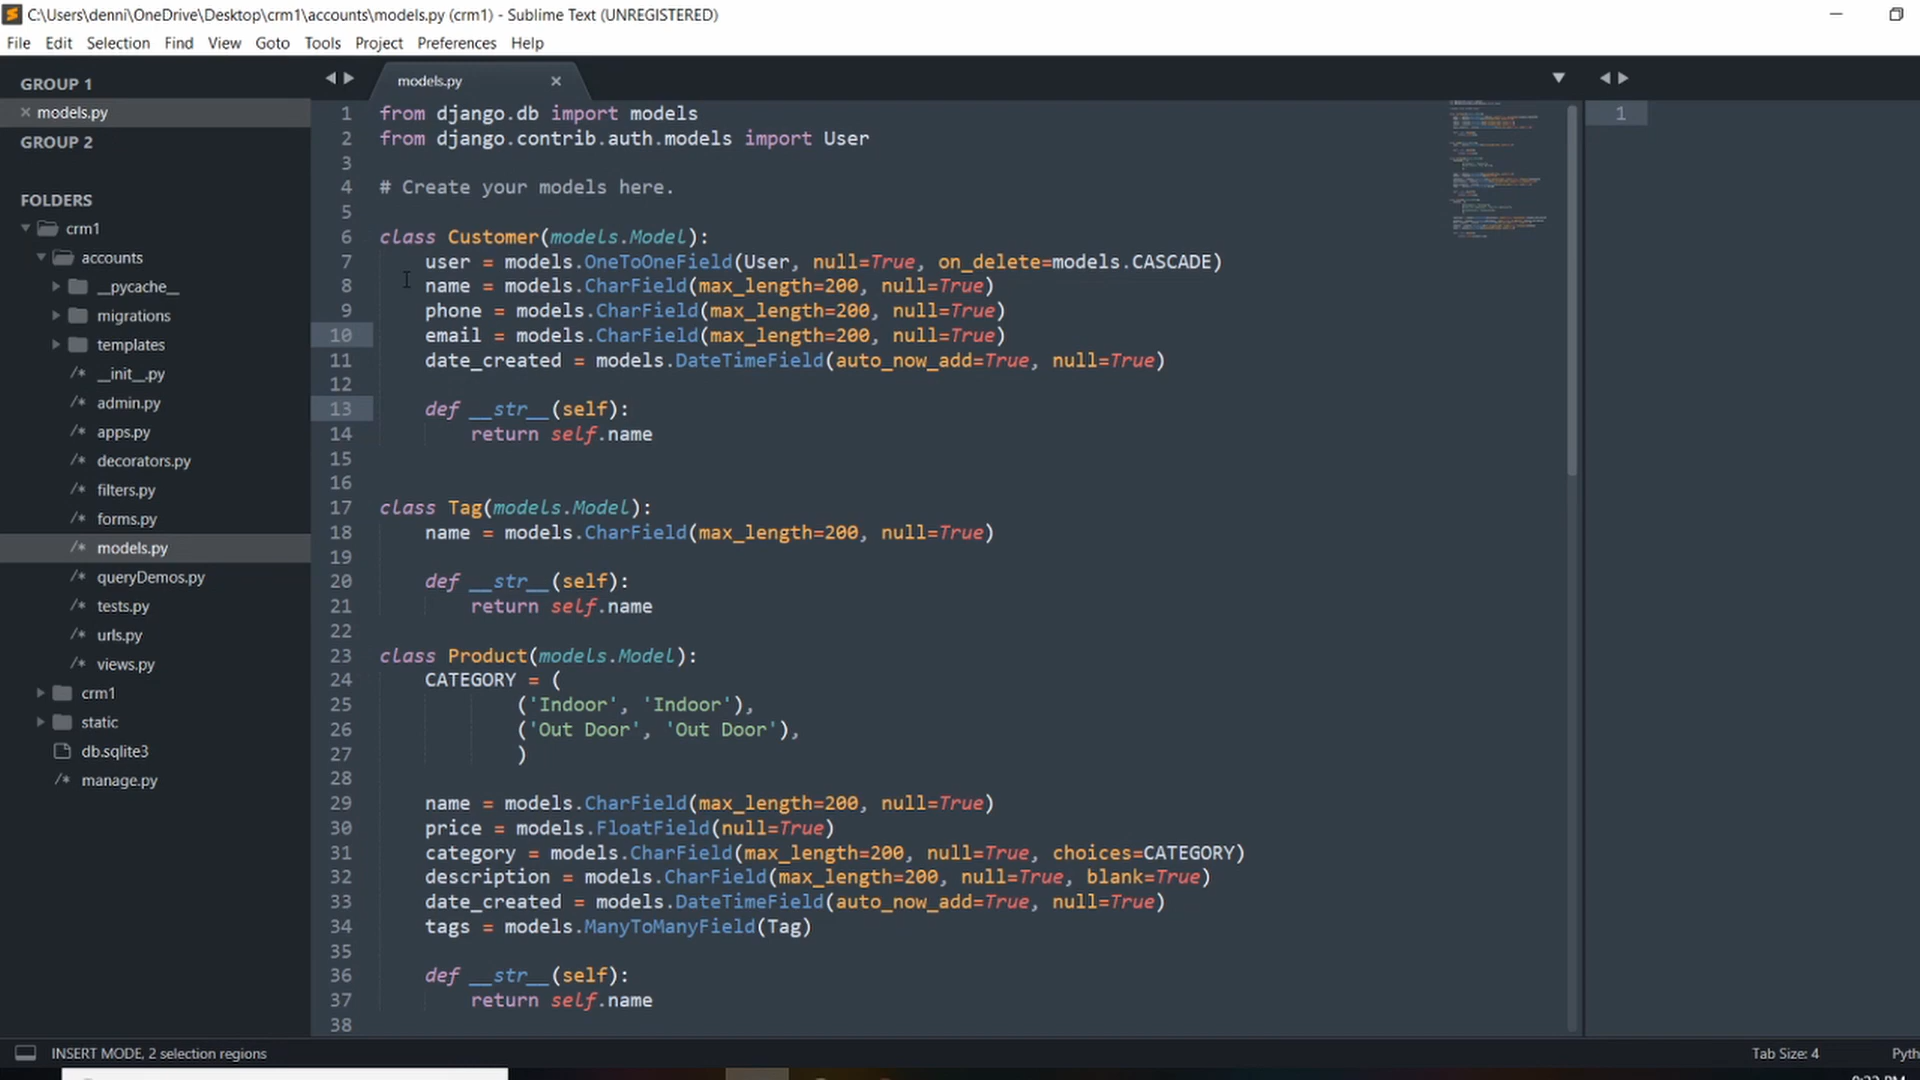 C:\Users\denni\OneDrive\Desktop\crm1\accounts\models.py (crm1) - Sublime Text (UNREGISTERED)
File Edit Selection Find View Goto Tools Project Preferences Help
GROUP 1
models.py
GROUP 2
FOLDERS
crm1
accounts
__pycache__
migrations
templates
/* __init__.py
/* admin.py
/* apps.py
/* decorators.py
/* filters.py
/* forms.py
/* models.py
/* queryDemos.py
/* tests.py
/* urls.py
/* views.py
crm1
static
db.sqlite3
/* manage.py
models.py
1 from django.db import models
2 from django.contrib.auth.models import User
3
4 # Create your models here.
5
6 class Customer(models.Model):
7 user = models.OneToOneField(User, null=True, on_delete=models.CASCADE)
8 name = models.CharField(max_length=200, null=True)
9 phone = models.CharField(max_length=200, null=True)
10 email = models.CharField(max_length=200, null=True)
11 date_created = models.DateTimeField(auto_now_add=True, null=True)
12
13 def __str__(self):
14 return self.name
15
16
17 class Tag(models.Model):
18 name = models.CharField(max_length=200, null=True)
19
20 def __str__(self):
21 return self.name
22
23 class Product(models.Model):
24 CATEGORY = (
25 ('Indoor', 'Indoor'),
26 ('Out Door', 'Out Door'),
27 )
28
29 name = models.CharField(max_length=200, null=True)
30 price = models.FloatField(null=True)
31 category = models.CharField(max_length=200, null=True, choices=CATEGORY)
32 description = models.CharField(max_length=200, null=True, blank=True)
33 date_created = models.DateTimeField(auto_now_add=True, null=True)
34 tags = models.ManyToManyField(Tag)
35
36 def __str__(self):
37 return self.name
38
1
INSERT MODE, 2 selection regions
Tab Size: 4
Pyth